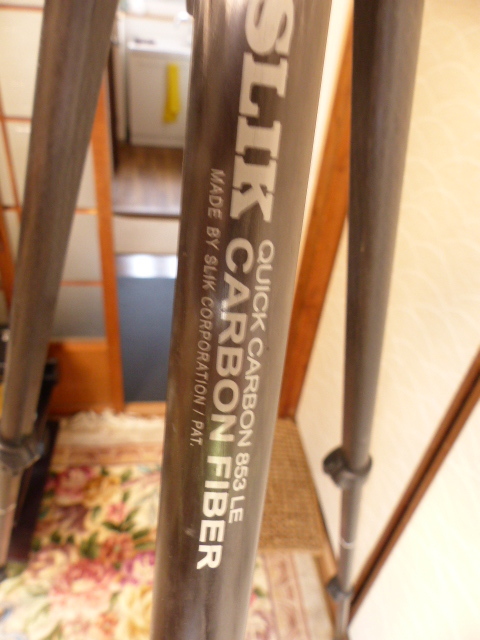 SLIK
QUICK CARBON 853 LE
CARBON FIBER
MADE BY SLIK CORPORATION / PAT.